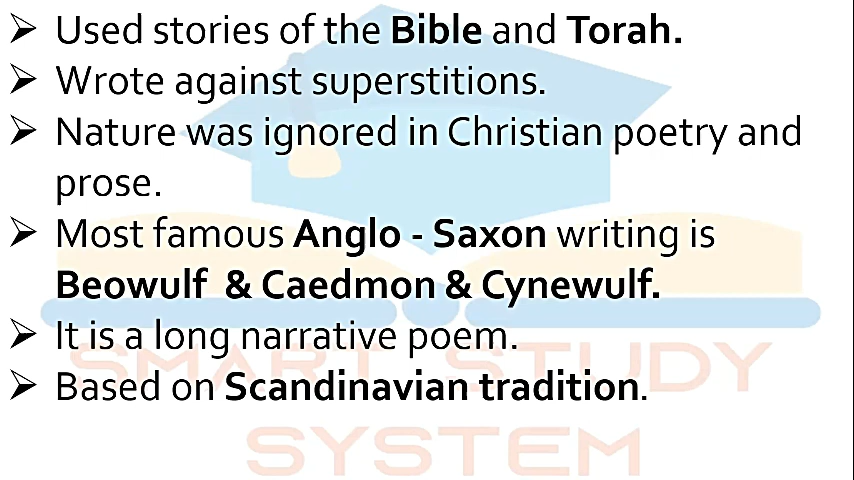 ➢ Used stories of the Bible and Torah.
➢ Wrote against superstitions.
➢ Nature was ignored in Christian poetry and
prose.
➢ Most famous Anglo - Saxon writing is
Beowulf & Caedmon & Cynewulf.
➢ It is a long narrative poem.
➢ Based on Scandinavian tradition.
SMART STUDY
SYSTEM